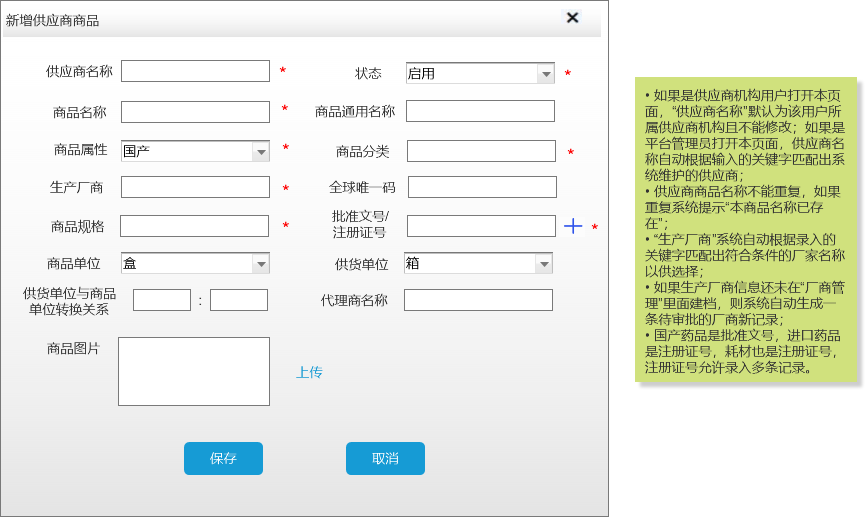 新增供应商商品 ×
供应商名称 * 状态 启用 *
商品名称 * 商品通用名称
商品属性 国产 * 商品分类 *
生产厂商 * 全球唯一码
商品规格 * 批准文号/
注册证号 + *
商品单位 盒 供货单位 箱
供货单位与商品
单位转换关系 : 代理商名称
商品图片
上传
保存 取消
• 如果是供应商机构用户打开本页
面，“供应商名称”默认为该用户所
属供应商机构且不能修改；如果是
平台管理员打开本页面，供应商名
称自动根据输入的关键字匹配出系
统维护的供应商；
• 供应商商品名称不能重复，如果
重复系统提示“本商品名称已存
在”；
• “生产厂商”系统自动根据录入的
关键字匹配出符合条件的厂家名称
以供选择；
• 如果生产厂商信息还未在“厂商管
理”里面建档，则系统自动生成一
条待审批的厂商新记录；
• 国产药品是批准文号，进口药品
是注册证号，耗材也是注册证号，
注册证号允许录入多条记录。